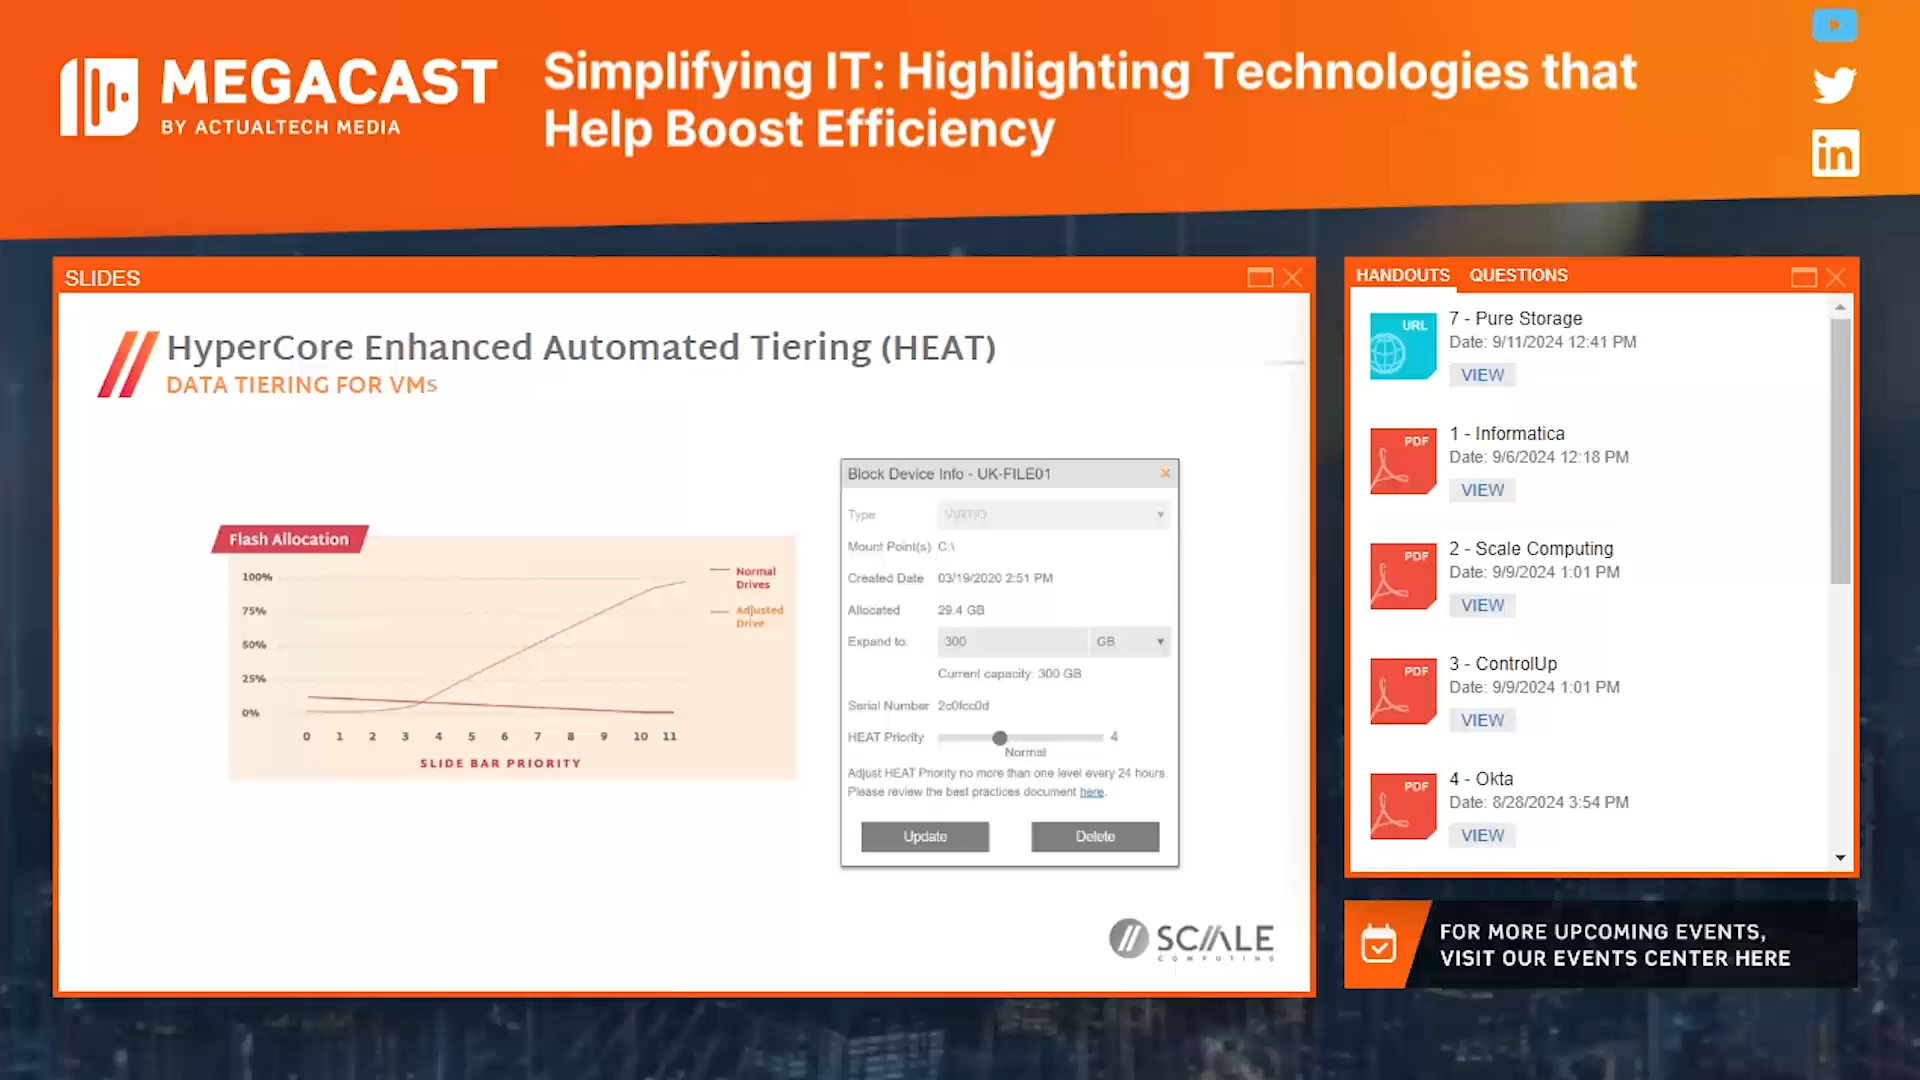 MEGACAST
BY ACTUALTECH MEDIA
Simplifying IT: Highlighting Technologies that
Help Boost Efficiency
in
SLIDES
HyperCore Enhanced Automated Tiering (HEAT)
DATA TIERING FOR VMs
Flash Allocation
100%
75%
50%
25%
0%
0 1 2 3 4 5 6 7 8 9 10 11
SLIDE BAR PRIORITY
Normal
Drives
Adjusted
Drive
Block Device Info - UK-FILE01
Type VIRTIO
Mount Point(s) C:\
Created Date 03/19/2020 2:51 PM
Allocated 29.4 GB
Expand to: 300 GB
Current capacity: 300 GB
Serial Number 2c0fcc0d
HEAT Priority 4
Normal
Adjust HEAT Priority no more than one level every 24 hours.
Please review the best practices document here.
Update Delete
SCALE
COMPUTING
HANDOUTS QUESTIONS
URL
7 - Pure Storage
Date: 9/11/2024 12:41 PM
VIEW
PDF
1 - Informatica
Date: 9/6/2024 12:18 PM
VIEW
PDF
2 - Scale Computing
Date: 9/9/2024 1:01 PM
VIEW
PDF
3 - ControlUp
Date: 9/9/2024 1:01 PM
VIEW
PDF
4 - Okta
Date: 8/28/2024 3:54 PM
VIEW
FOR MORE UPCOMING EVENTS,
VISIT OUR EVENTS CENTER HERE